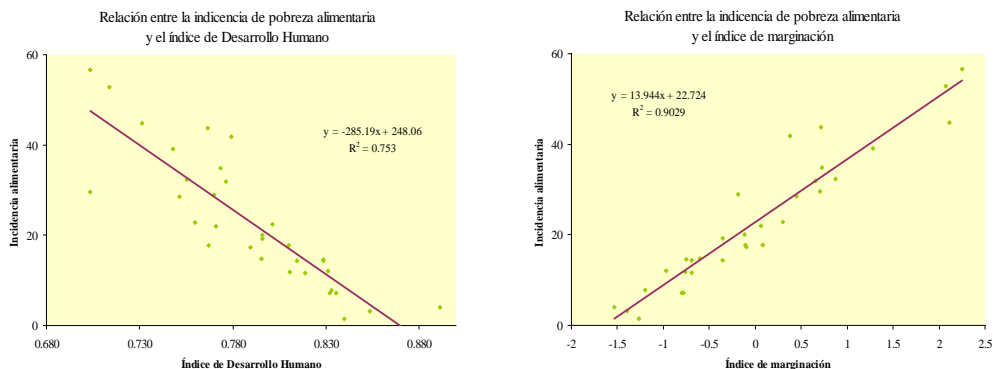 Relación entre la indicencia de pobreza alimentaria
y el índice de Desarrollo Humano
60
40
20
0
Incidencia alimentaria
y = -285.19x + 248.06
R² = 0.753
0.680 0.730 0.780 0.830 0.880
Índice de Desarrollo Humano
Relación entre la indicencia de pobreza alimentaria
y el índice de marginación
60
40
20
0
Incidencia alimentaria
y = 13.944x + 22.724
R² = 0.9029
-2 -1.5 -1 -0.5 0 0.5 1 1.5 2 2.5
Índice de marginación